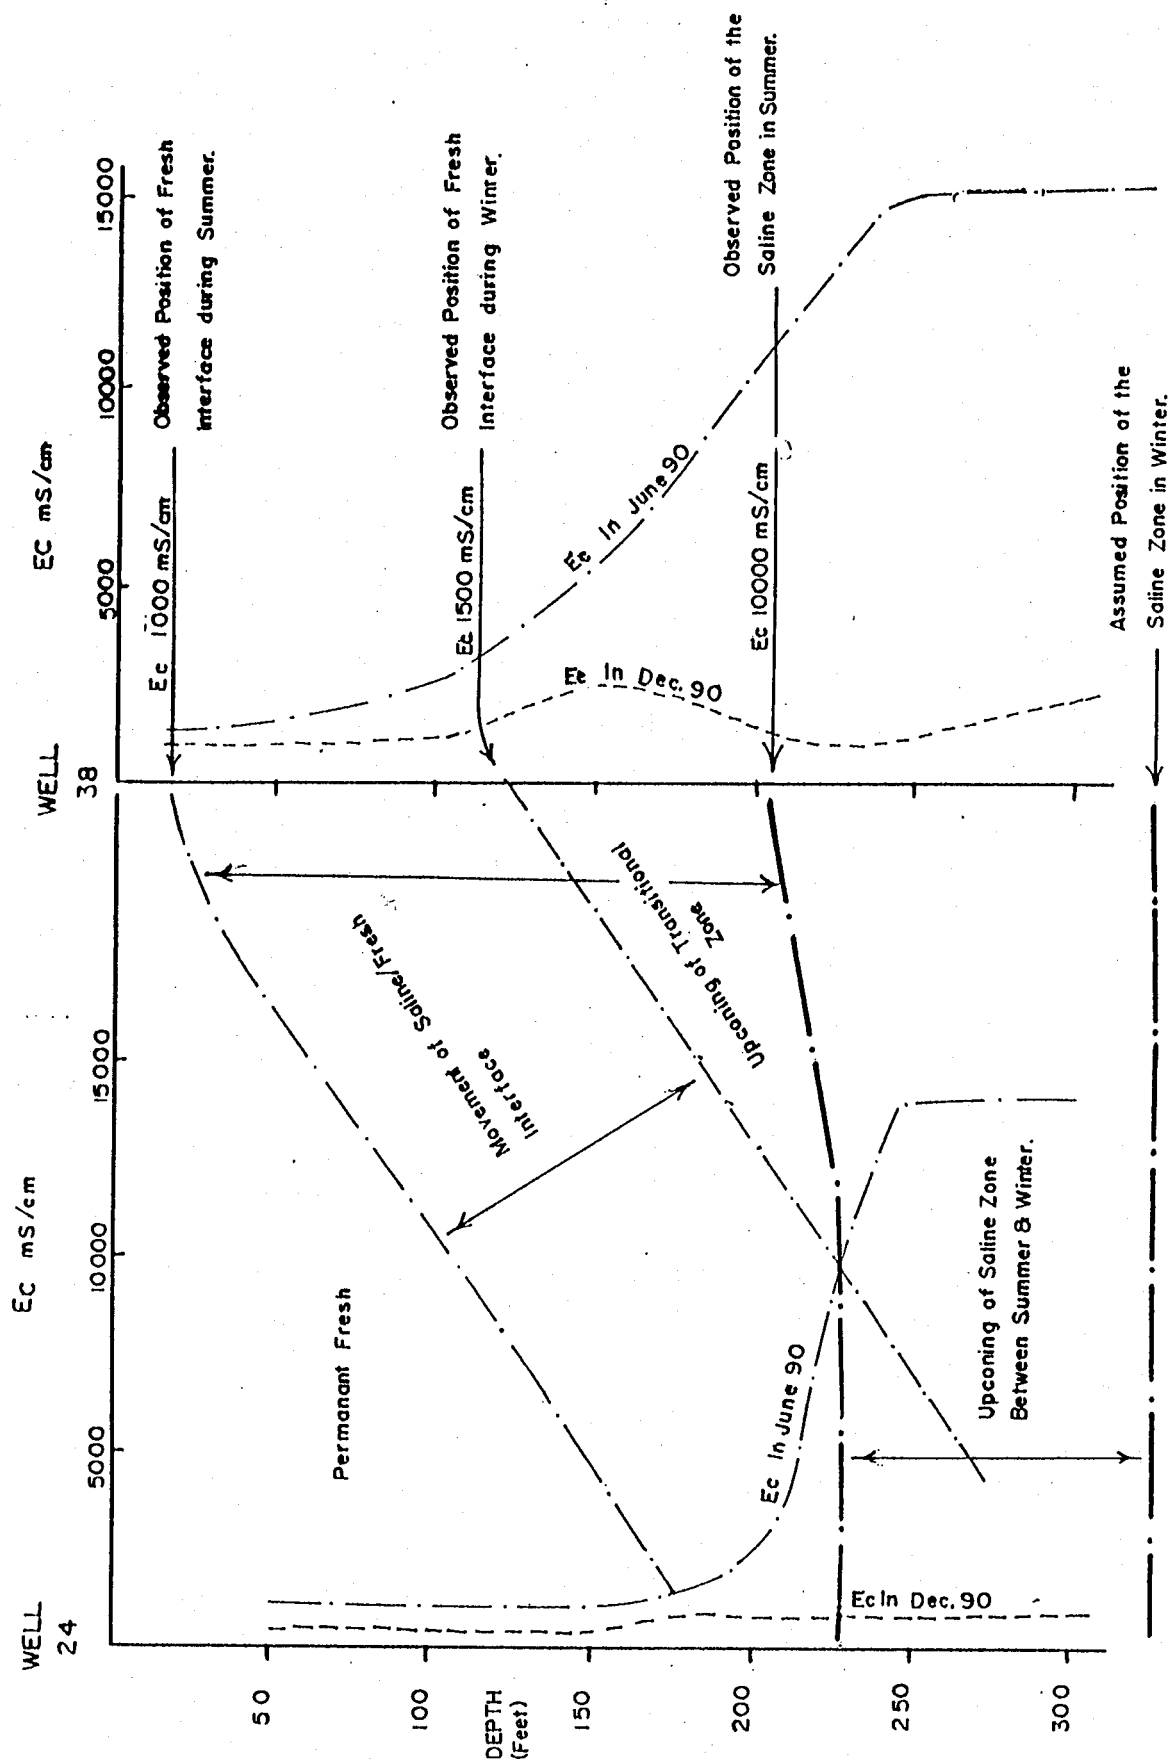 WELL
24
Ec mS/cm
5000
10000
15000
WELL
38
EC mS/cm
5000
10000
15000
50
100
150
200
250
300
DEPTH
(Feet)
Ec 1000 mS/cm
Observed Position of Fresh
interface during Summer.
Ec 1500 mS/cm
Observed Position of Fresh
Interface during Winter.
Ec 10000 mS/cm
Observed Position of the
Saline Zone in Summer.
Assumed Position of the
Saline Zone in Winter.
Ec In June 90
Ec In Dec. 90
Permanant Fresh
Movement of Saline/Fresh
Interface
Upconing of Transitional
Zone
Ec In June 90
Ec In Dec. 90
Upconing of Saline Zone
Between Summer & Winter.